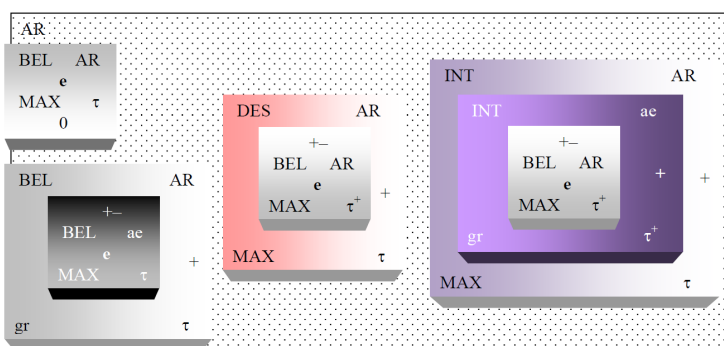 AR
BEL AR
e
MAX τ
0
BEL AR
+–
BEL ae
e
MAX τ
+
gr τ
DES AR
+–
BEL AR
e
MAX τ+
+
MAX τ
INT AR
INT ae
+–
BEL AR
e
MAX τ+
+
gr τ+
+
MAX τ